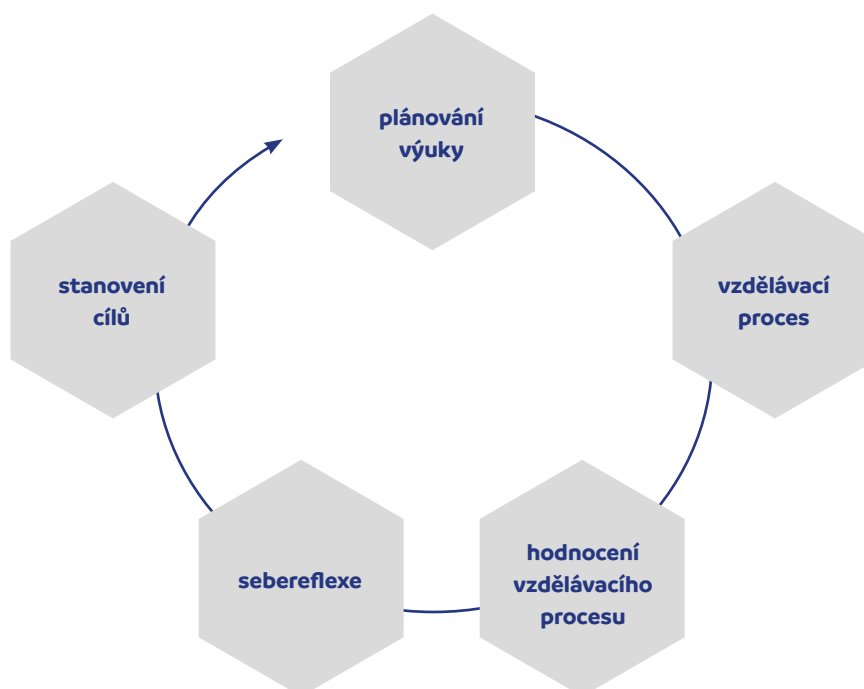 plánování
výuky
vzdělávací
proces
hodnocení
vzdělávacího
procesu
sebereflexe
stanovení
cílů